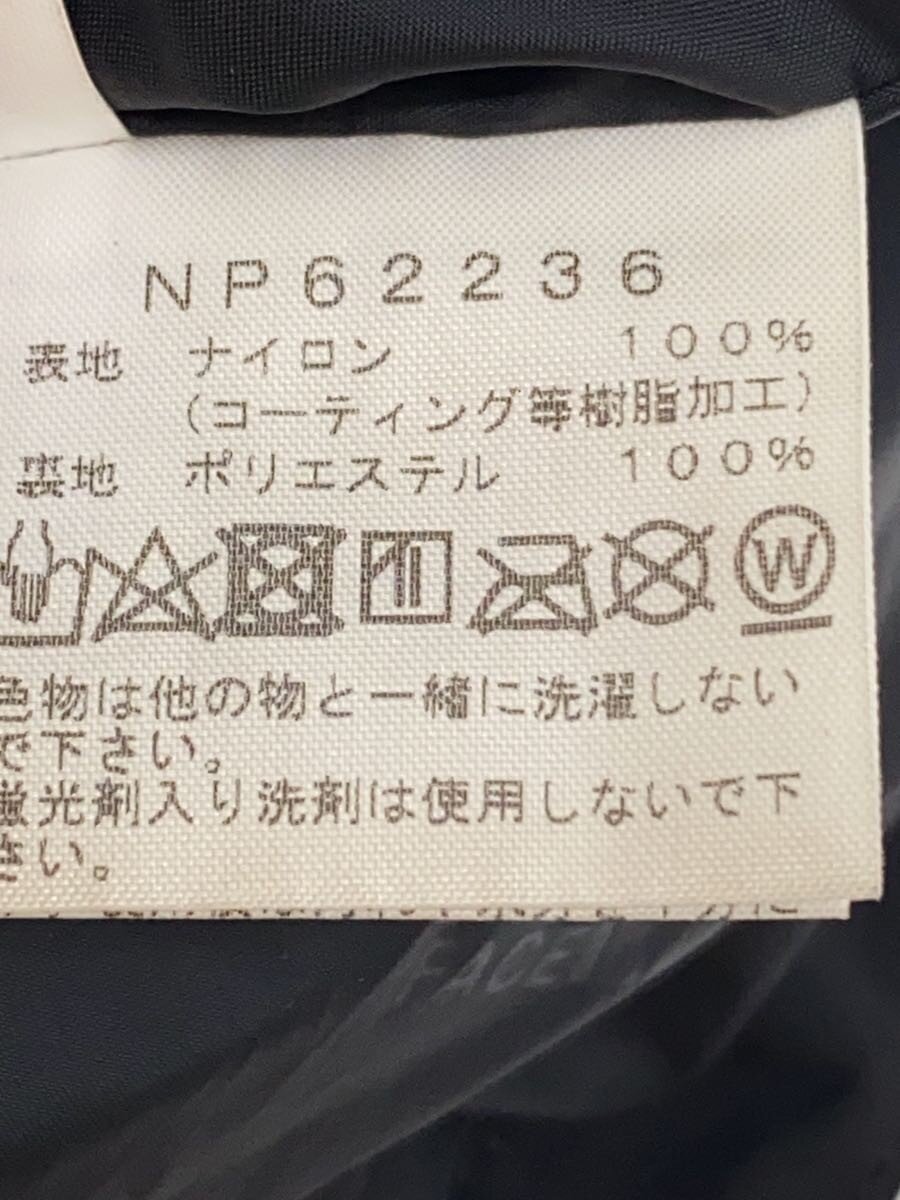 NP62236
表地 ナイロン 100%
(コーティング等樹脂加工)
裏地 ポリエステル 100%
W
色物は他の物と一緒に洗濯しない
で下さい。
蛍光剤入り洗剤は使用しないで下
さい。
FACE